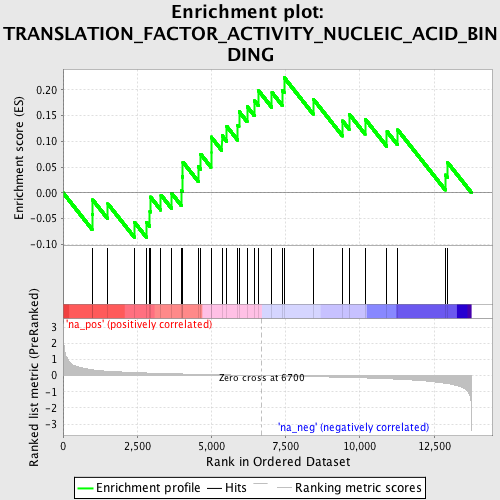 Enrichment plot:
TRANSLATION_FACTOR_ACTIVITY_NUCLEIC_ACID_BIN
DING
Enrichment score (ES)
0.20
0.15
0.10
0.05
0.00
-0.05
-0.10
'na_pos' (positively correlated)
Ranked list metric (PreRanked)
3
2
1
0
-1
-2
-3
Zero cross at 6700
'na_neg' (negatively correlated)
0
2,500
5,000
7,500
10,000
12,500
Rank in Ordered Dataset
Enrichment profile
Hits
Ranking metric scores